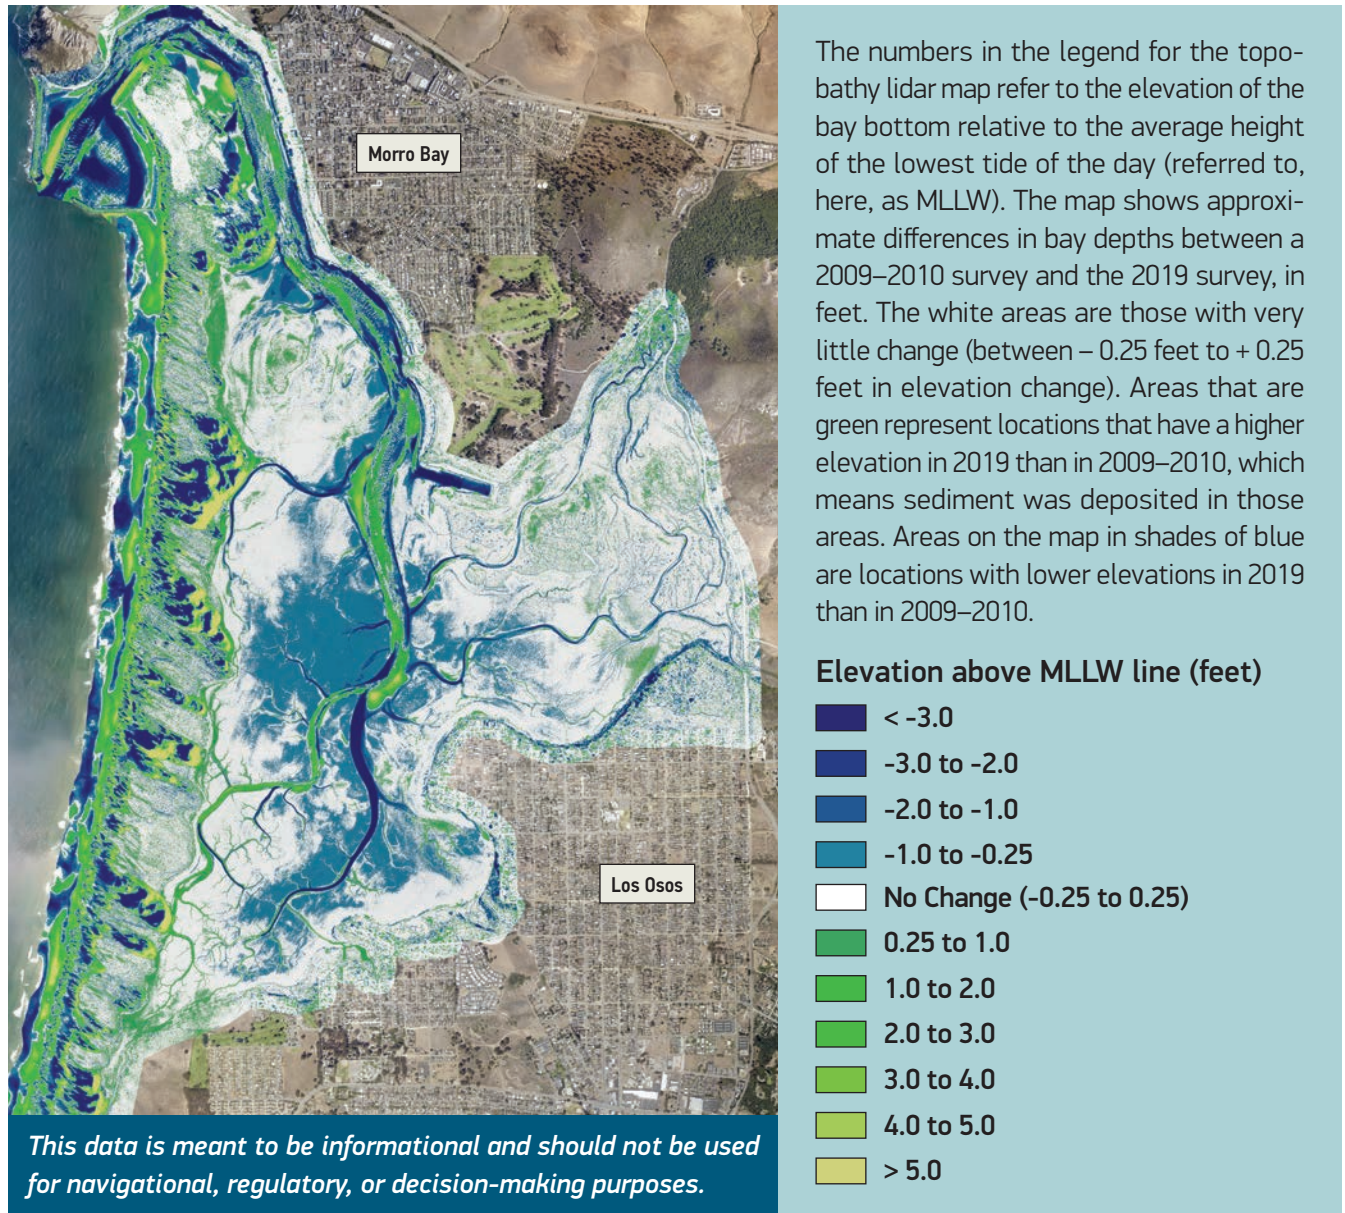 Morro Bay
Los Osos
This data is meant to be informational and should not be used
for navigational, regulatory, or decision-making purposes.
The numbers in the legend for the topo-
bathy lidar map refer to the elevation of the
bay bottom relative to the average height
of the lowest tide of the day (referred to,
here, as MLLW). The map shows approxi-
mate differences in bay depths between a
2009–2010 survey and the 2019 survey, in
feet. The white areas are those with very
little change (between – 0.25 feet to + 0.25
feet in elevation change). Areas that are
green represent locations that have a higher
elevation in 2019 than in 2009–2010, which
means sediment was deposited in those
areas. Areas on the map in shades of blue
are locations with lower elevations in 2019
than in 2009–2010.
Elevation above MLLW line (feet)
< -3.0
-3.0 to -2.0
-2.0 to -1.0
-1.0 to -0.25
No Change (-0.25 to 0.25)
0.25 to 1.0
1.0 to 2.0
2.0 to 3.0
3.0 to 4.0
4.0 to 5.0
> 5.0